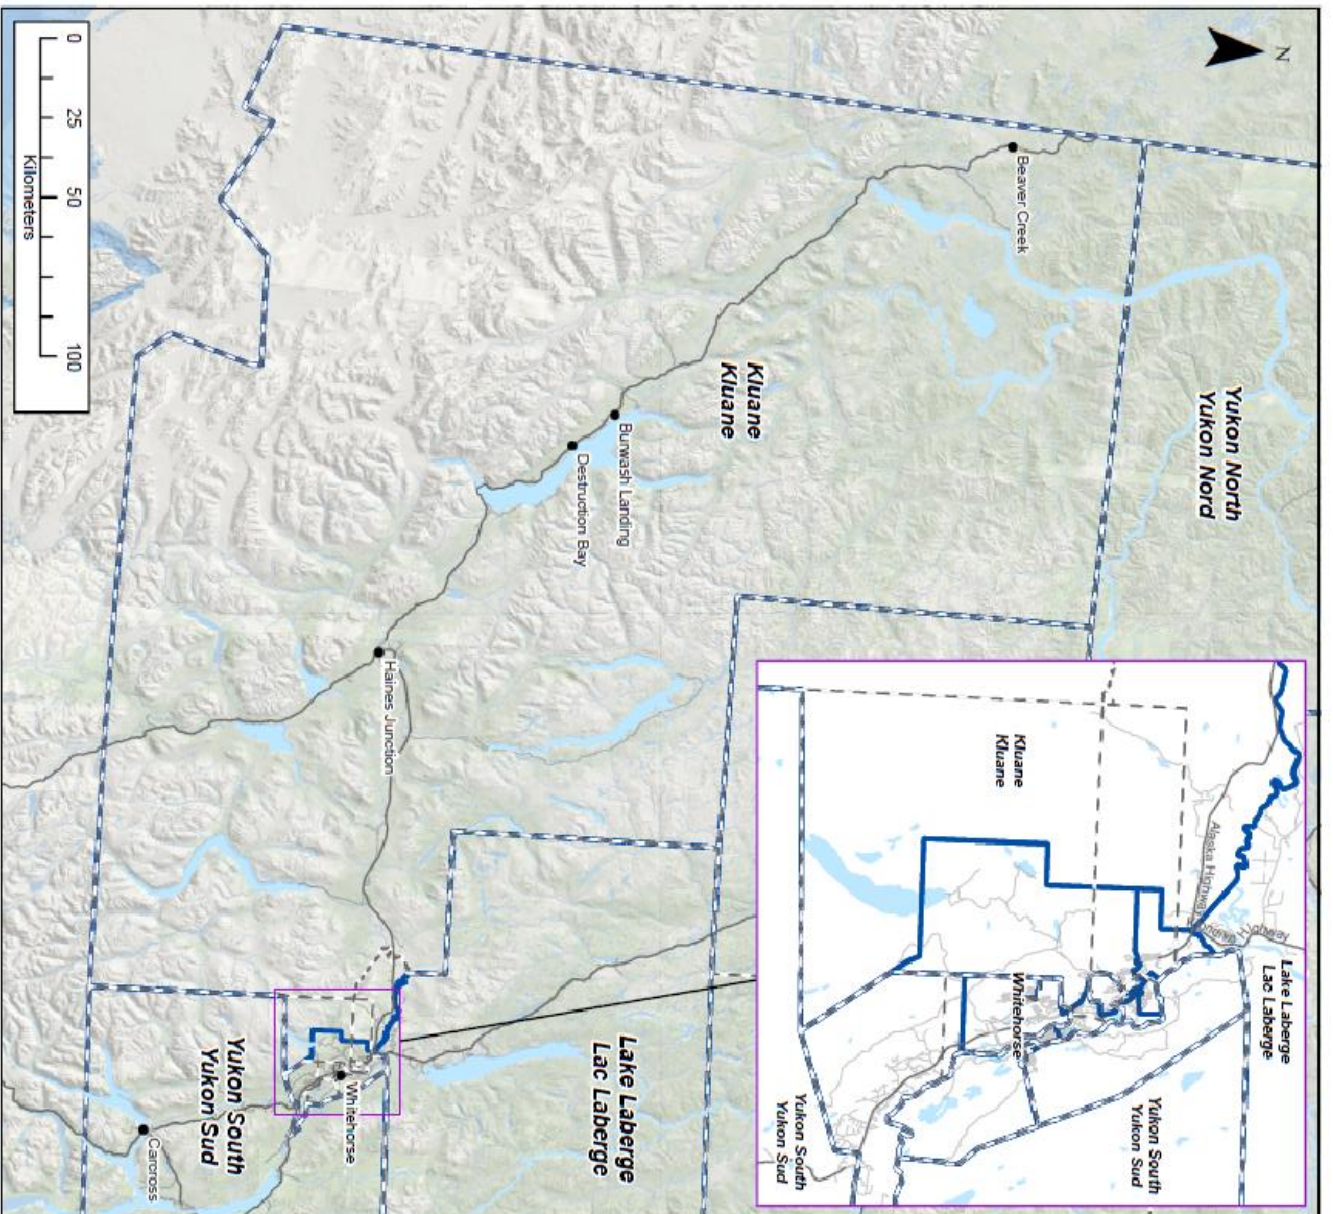 N
Yukon North
Yukon Nord
Beaver Creek
Kluane
Kluane
Burwash Landing
Destruction Bay
Haines Junction
Whitehorse
Carcross
Lake Laberge
Lac Laberge
Yukon South
Yukon Sud
Kluane
Kluane
Alaska Highway
Klondike Highway
Lake Laberge
Lac Laberge
Whitehorse
Yukon South
Yukon Sud
Yukon South
Yukon Sud
0 25 50 100
Kilometers